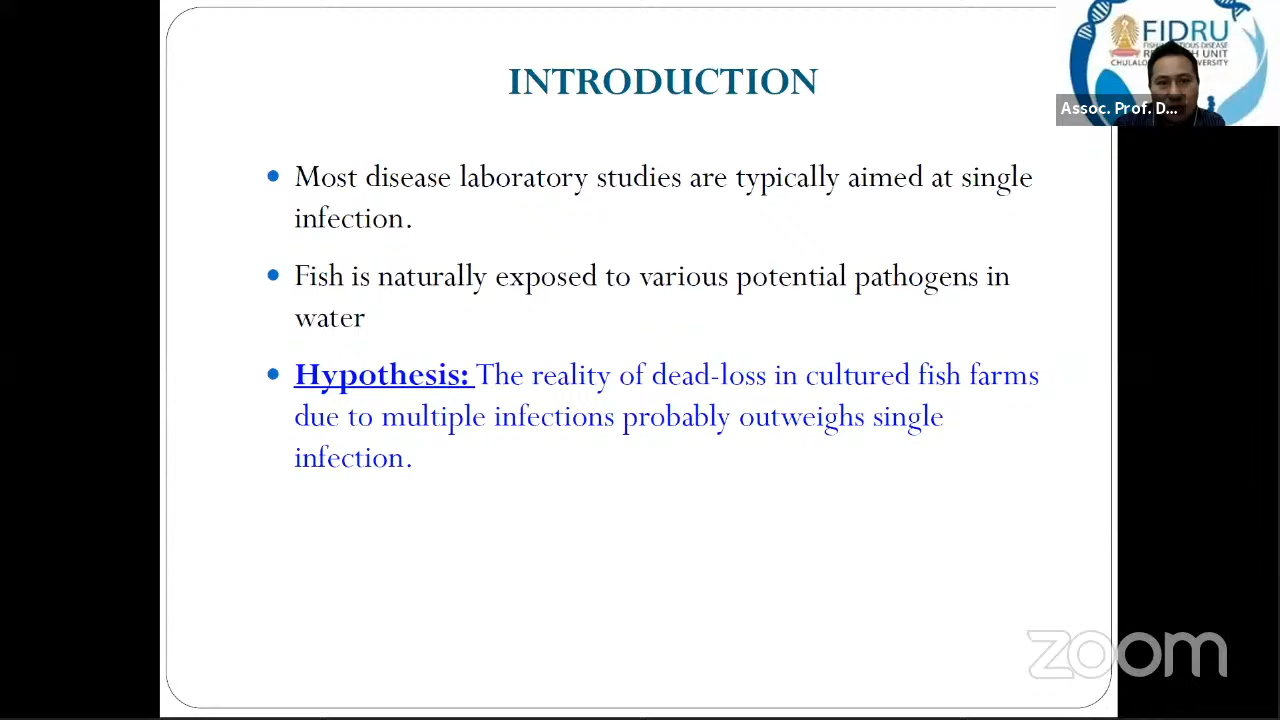 INTRODUCTION
• Most disease laboratory studies are typically aimed at single
infection.
• Fish is naturally exposed to various potential pathogens in
water
• Hypothesis: The reality of dead-loss in cultured fish farms
due to multiple infections probably outweighs single
infection.
FIDRU
Assoc. Prof. D...
zoom